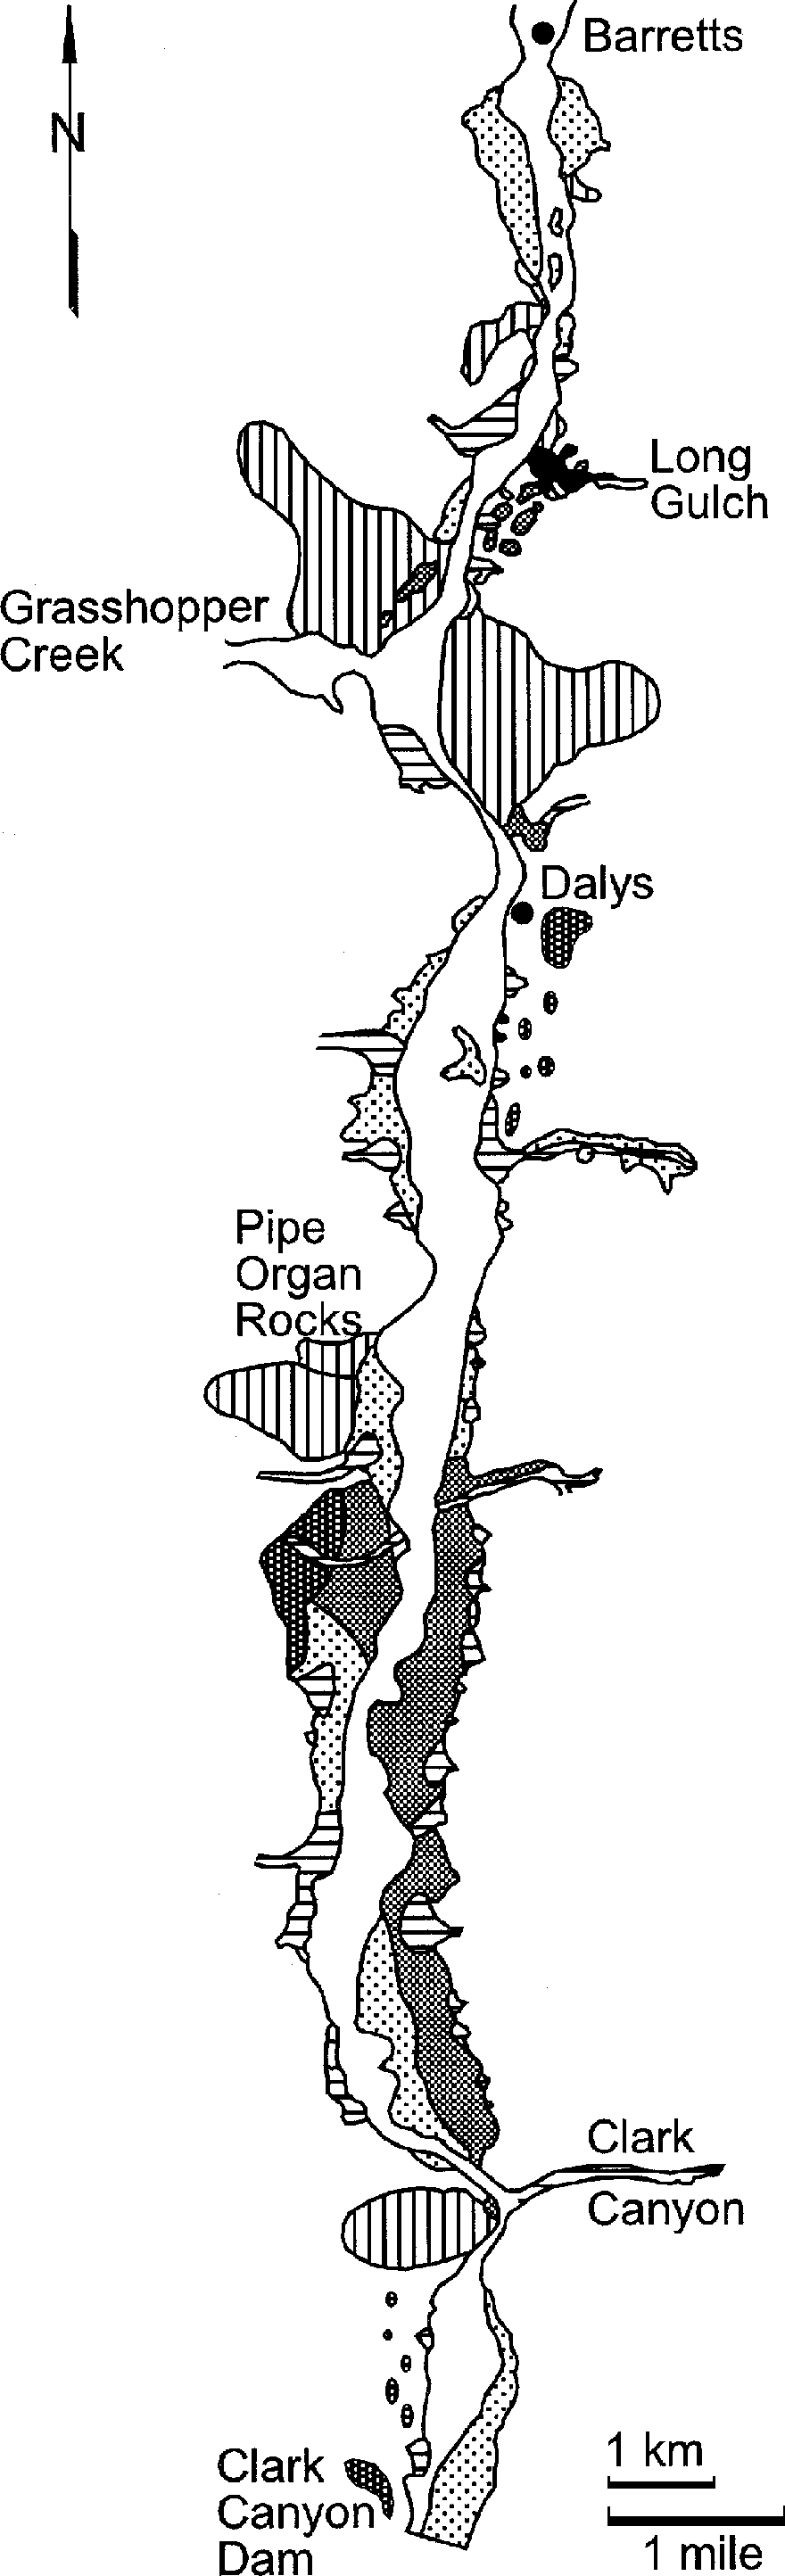 Barretts
N
Long
Gulch
Grasshopper
Creek
Dalys
Pipe
Organ
Rocks
Clark
Canyon
Clark
Canyon
Dam
1 km
1 mile